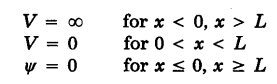 V = ∞ for x < 0, x > L
V = 0 for 0 < x < L
ψ = 0 for x ≤ 0, x ≥ L